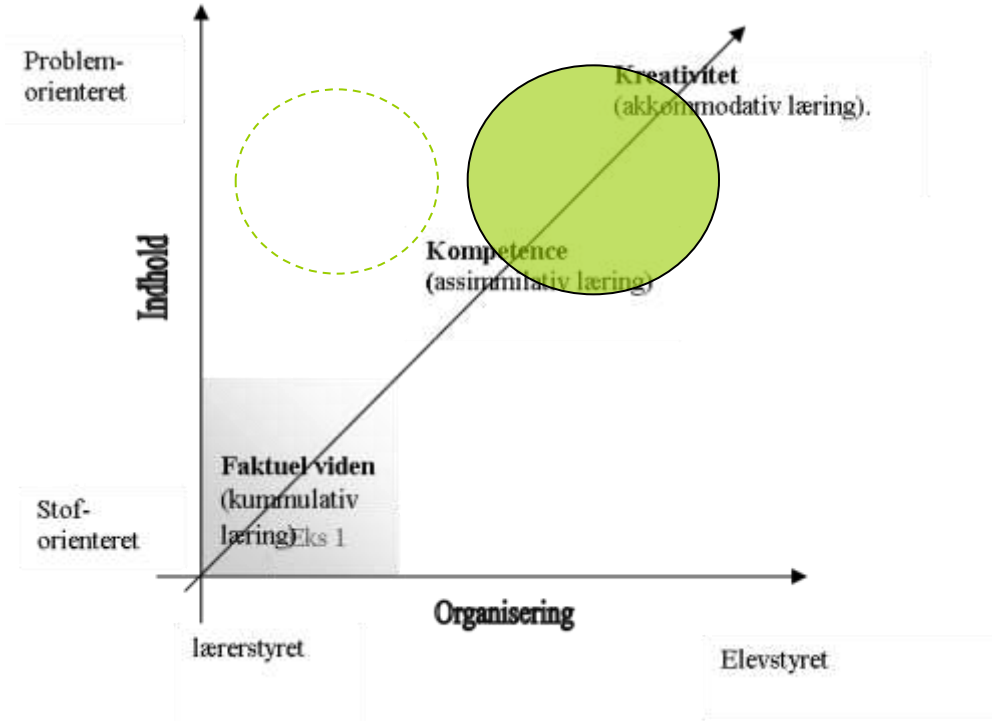 Problem-
orienteret
Kreativitet
(akkommodativ læring).
Indhold
Kompetence
(assimmilativ læring)
Faktuel viden
(kummulativ
læring)Eks 1
Stof-
orienteret
Organisering
lærerstyret
Elevstyret